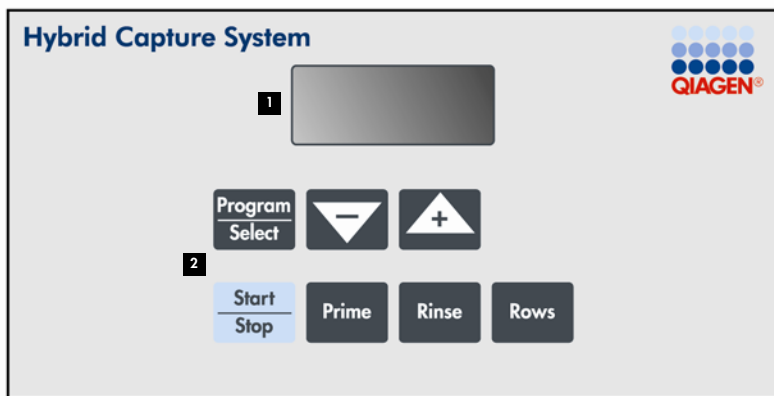 Hybrid Capture System
QIAGEN®
1
Program
Select
−
+
2
Start
Stop
Prime
Rinse
Rows